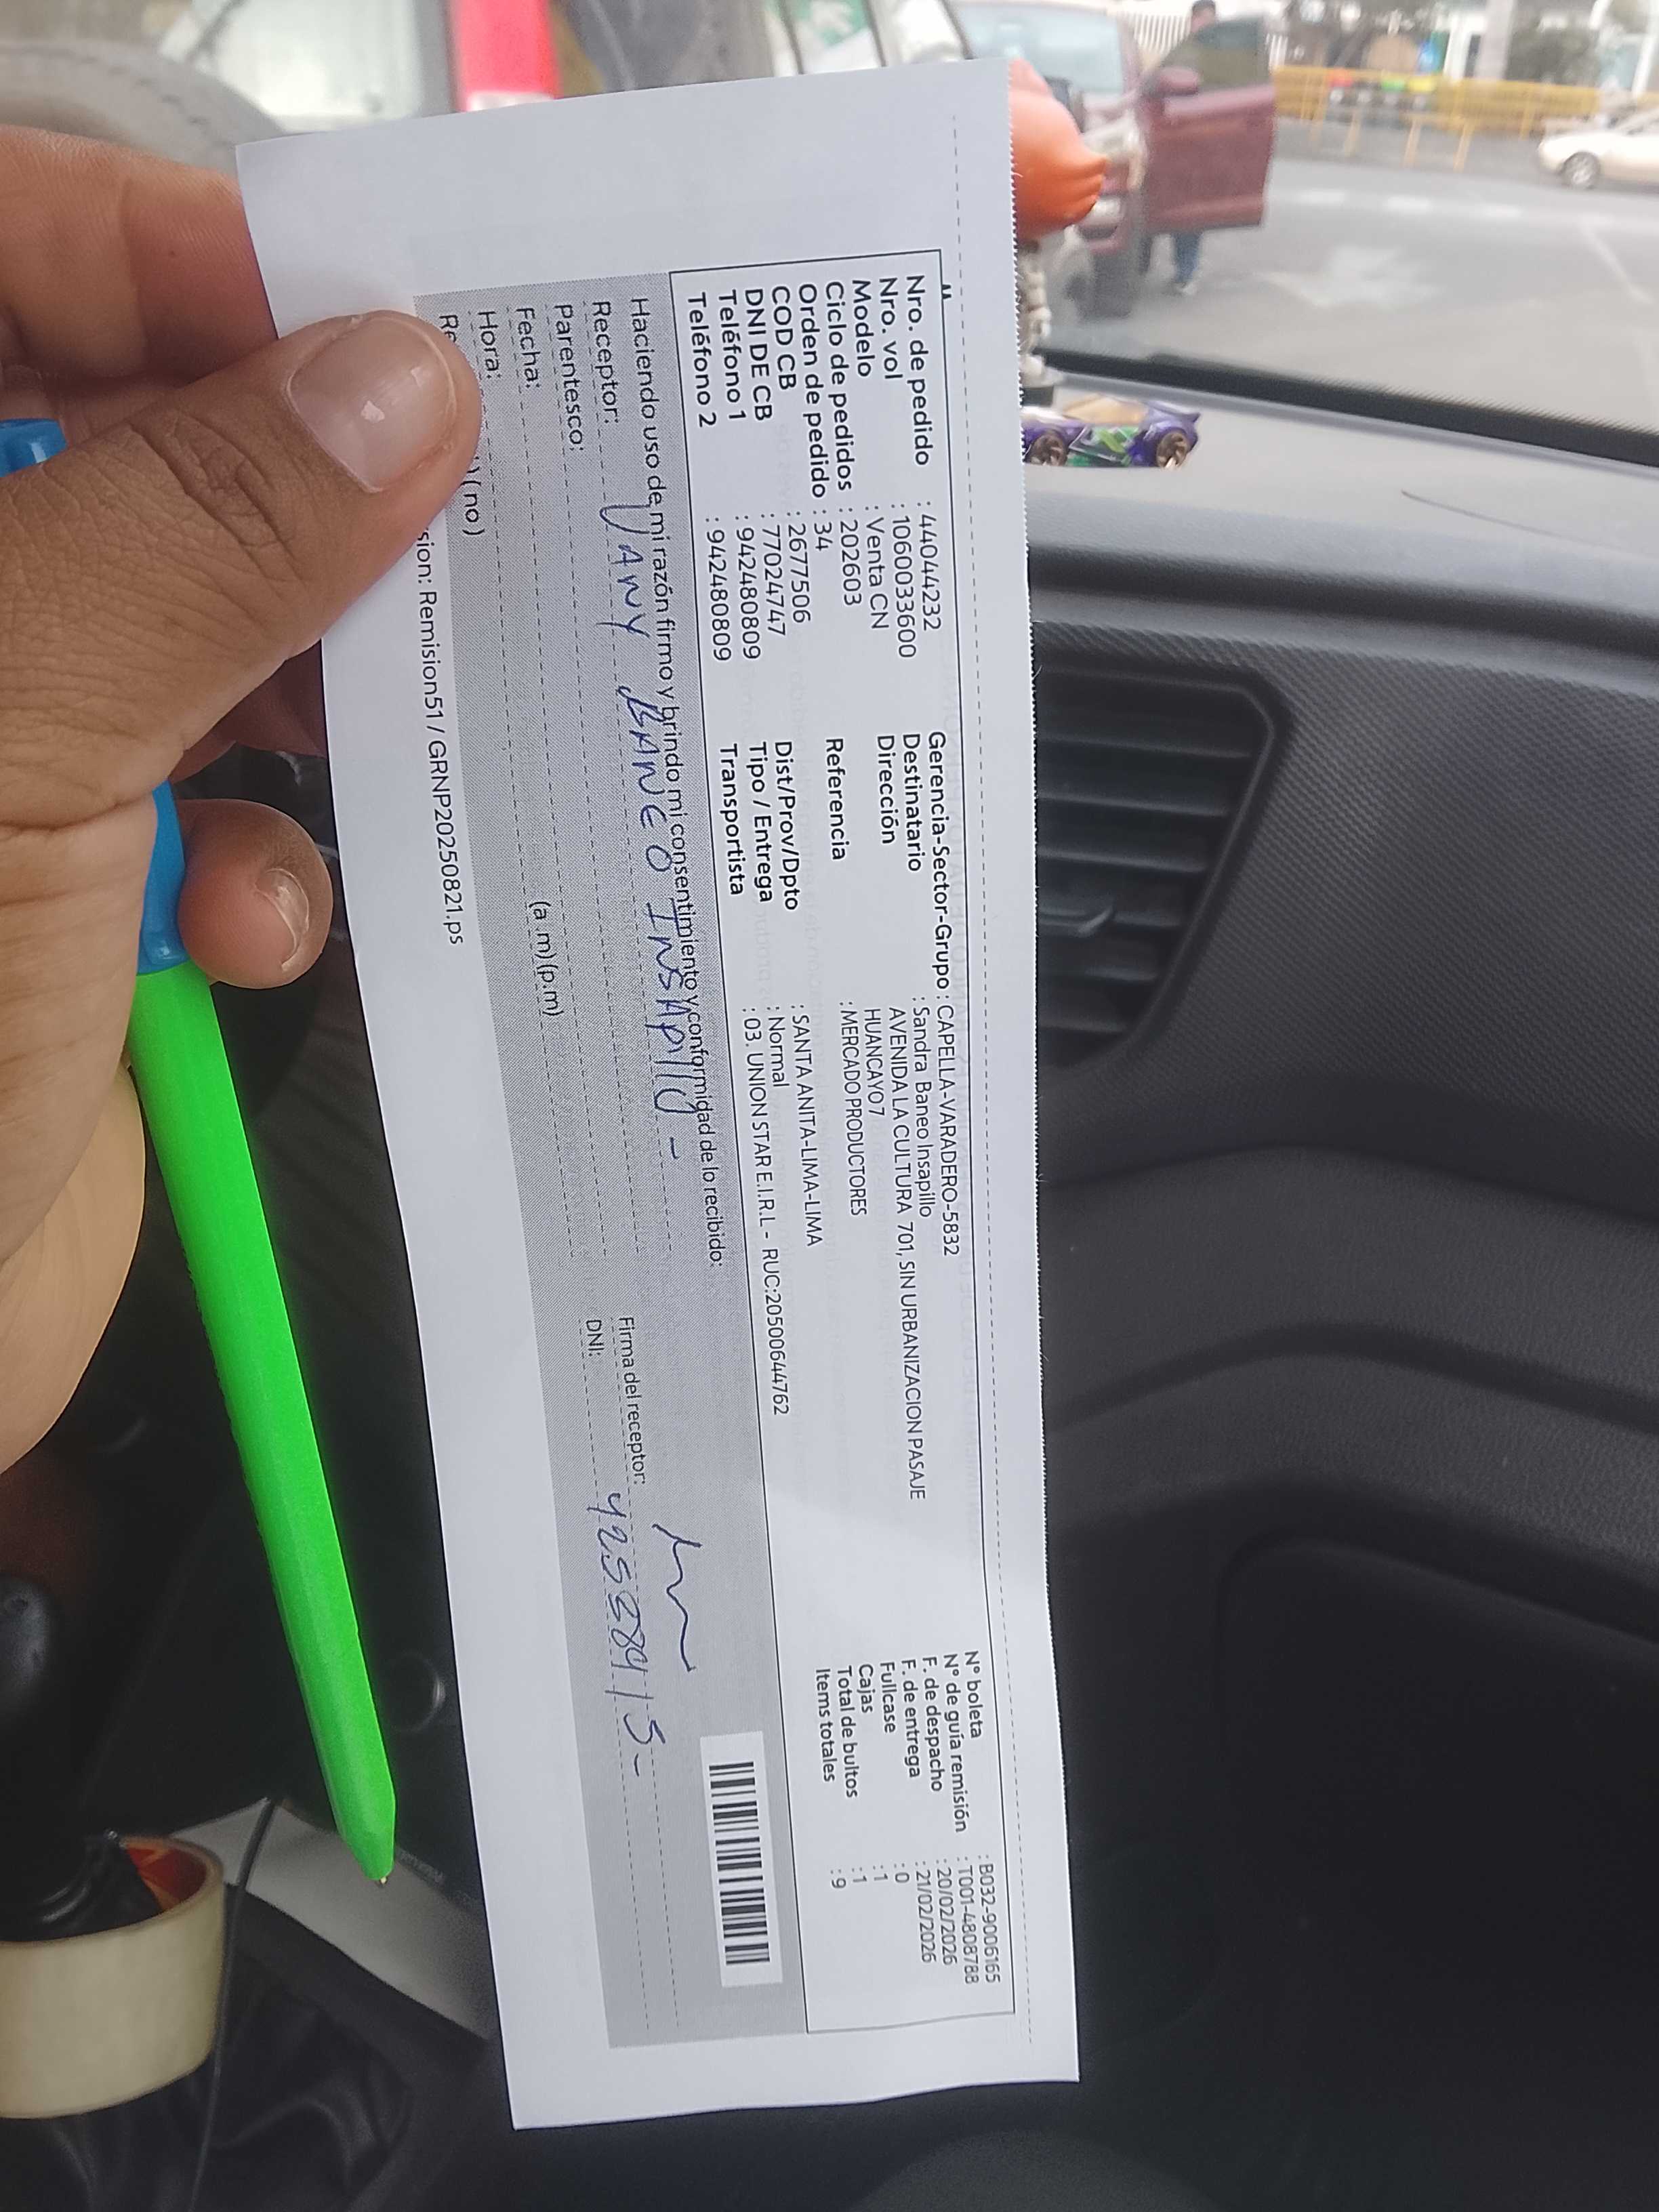 Nro. de pedido : 44044232
Nro. vol : 1060033600
Modelo : Venta CN
Ciclo de pedidos : 202603
Orden de pedido : 34
COD CB : 2677506
DNI DE CB : 77024747
Teléfono 1 : 942480809
Teléfono 2 : 942480809
Gerencia-Sector-Grupo : CAPELLA-VARADERO-5832
Destinatario : Sandra Baneo Insapillo
Dirección AVENIDA LA CULTURA 701, SIN URBANIZACION PASAJE
HUANCAYO7
Referencia : MERCADO PRODUCTORES
Dist/Prov/Dpto : SANTA ANITA-LIMA-LIMA
Tipo / Entrega : Normal
Transportista : 03. UNION STAR E.I.R.L - RUC:20500644762
N° boleta : B032-9006165
N° de guía remisión : T001-4808788
F. de despacho : 20/02/2026
F. de entrega : 21/02/2026
Fullcase : 0
Cajas : 1
Total de bultos : 1
Items totales : 9
Haciendo uso de mi razón firmo y brindo mi consentimiento y conformidad de lo recibido:
Receptor: VANY BANEO INSAPILLO -
Parentesco:
Fecha:
Hora: (a.m) (p.m)
) ( no )
Firma del receptor:
DNI:
sion: Remision51 / GRNP20250821.ps